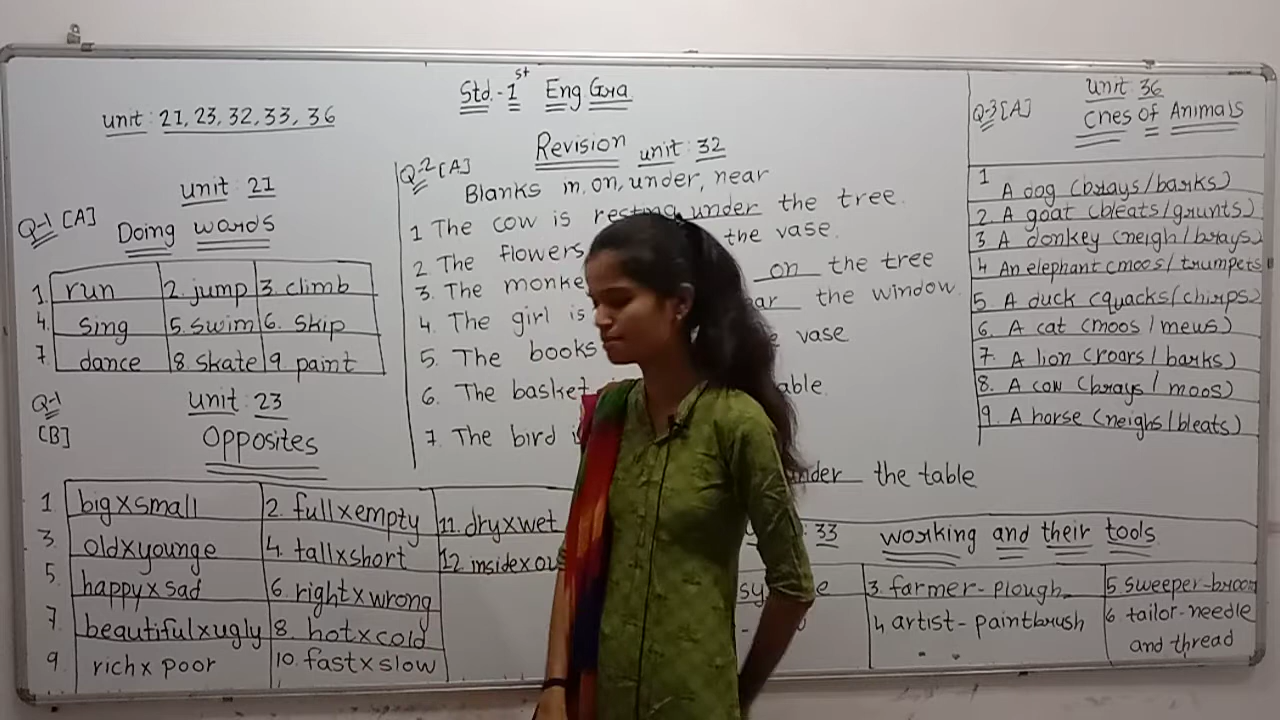 Std.-1st Eng. Gra.
unit: 21, 23, 32, 33, 36
Revision
unit: 21
Q-1 [A]
Doing words
1. run 2. jump 3. climb
4. sing 5. swim 6. skip
7. dance 8. skate 9. paint
Q-1 [B]
unit: 23
Opposites
1 big x small 2. full x empty 11. dry x wet
3. old x younge 4. tall x short 12 inside x
5. happy x sad 6. right x wrong
7. beautiful x ugly 8. hot x cold
9. rich x poor 10. fast x slow
Q-2 [A]
unit: 32
Blanks in, on, under, near
1 The cow is resting under the tree.
2 The flowers the vase.
3. The on the tree
4. The girl is the window.
5. The books vase
6. The basket
7. The bird
the table
33 working and their tools
3. farmer - plough
4 artist - paintbrush
5. sweeper - broom
6. tailor - needle
and thread
unit: 36
Q-3 [A]
Cries of Animals
1 A dog (brays/barks)
2. A goat (bleats/grunts)
3 A donkey (neigh/brays)
4 An elephant (moos/trumpets
5. A duck (quacks/chirps)
6. A cat (moos/mews)
7. A lion (roars/barks)
8. A cow (brays/moos)
9. A horse (neighs/bleats)